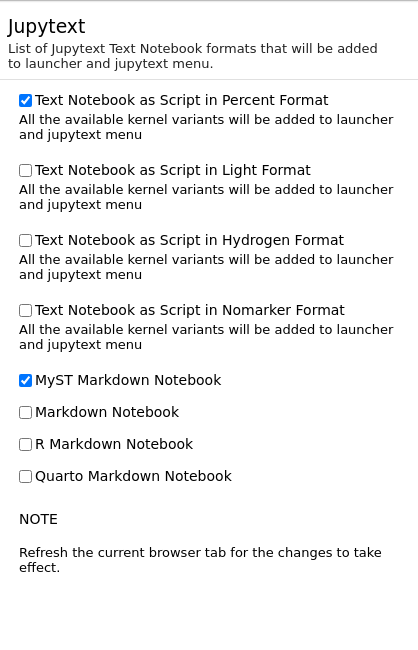 Jupytext
List of Jupytext Text Notebook formats that will be added
to launcher and jupytext menu.
Text Notebook as Script in Percent Format
All the available kernel variants will be added to launcher
and jupytext menu
Text Notebook as Script in Light Format
All the available kernel variants will be added to launcher
and jupytext menu
Text Notebook as Script in Hydrogen Format
All the available kernel variants will be added to launcher
and jupytext menu
Text Notebook as Script in Nomarker Format
All the available kernel variants will be added to launcher
and jupytext menu
MyST Markdown Notebook
Markdown Notebook
R Markdown Notebook
Quarto Markdown Notebook
NOTE
Refresh the current browser tab for the changes to take
effect.